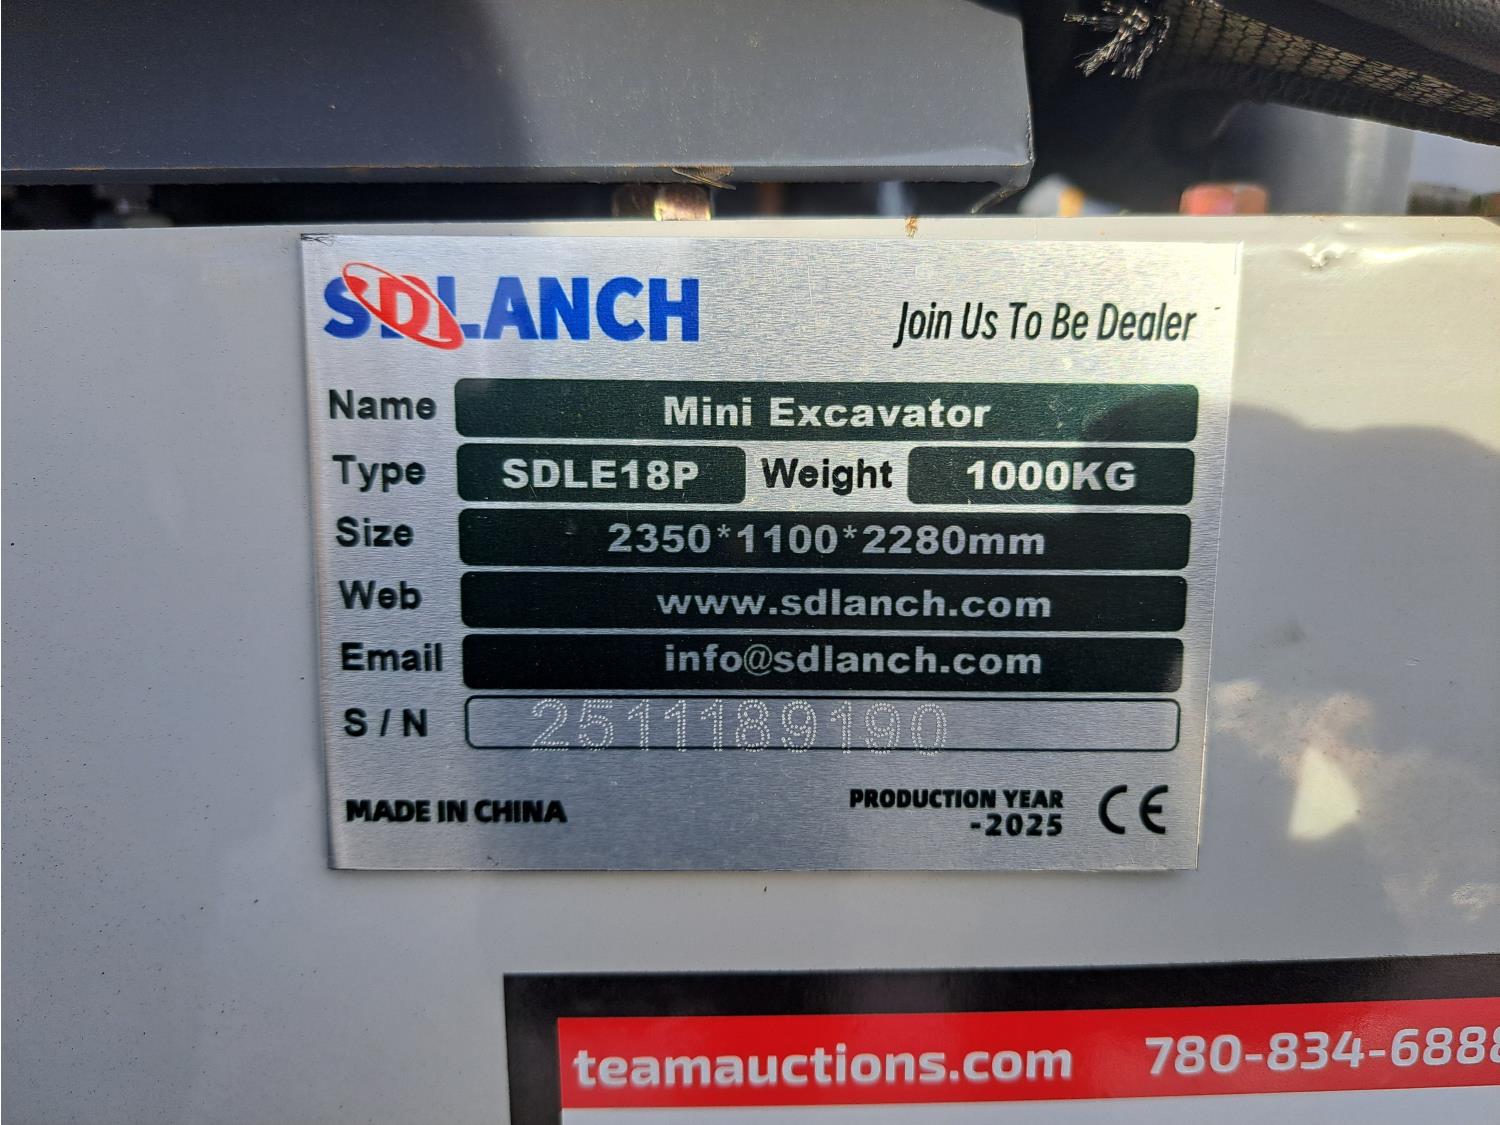 SDLANCH
Join Us To Be Dealer
Name Mini Excavator
Type SDLE18P Weight 1000KG
Size 2350*1100*2280mm
Web www.sdlanch.com
Email info@sdlanch.com
S / N 2511189190
MADE IN CHINA
PRODUCTION YEAR
-2025
CE
teamauctions.com 780-834-6888